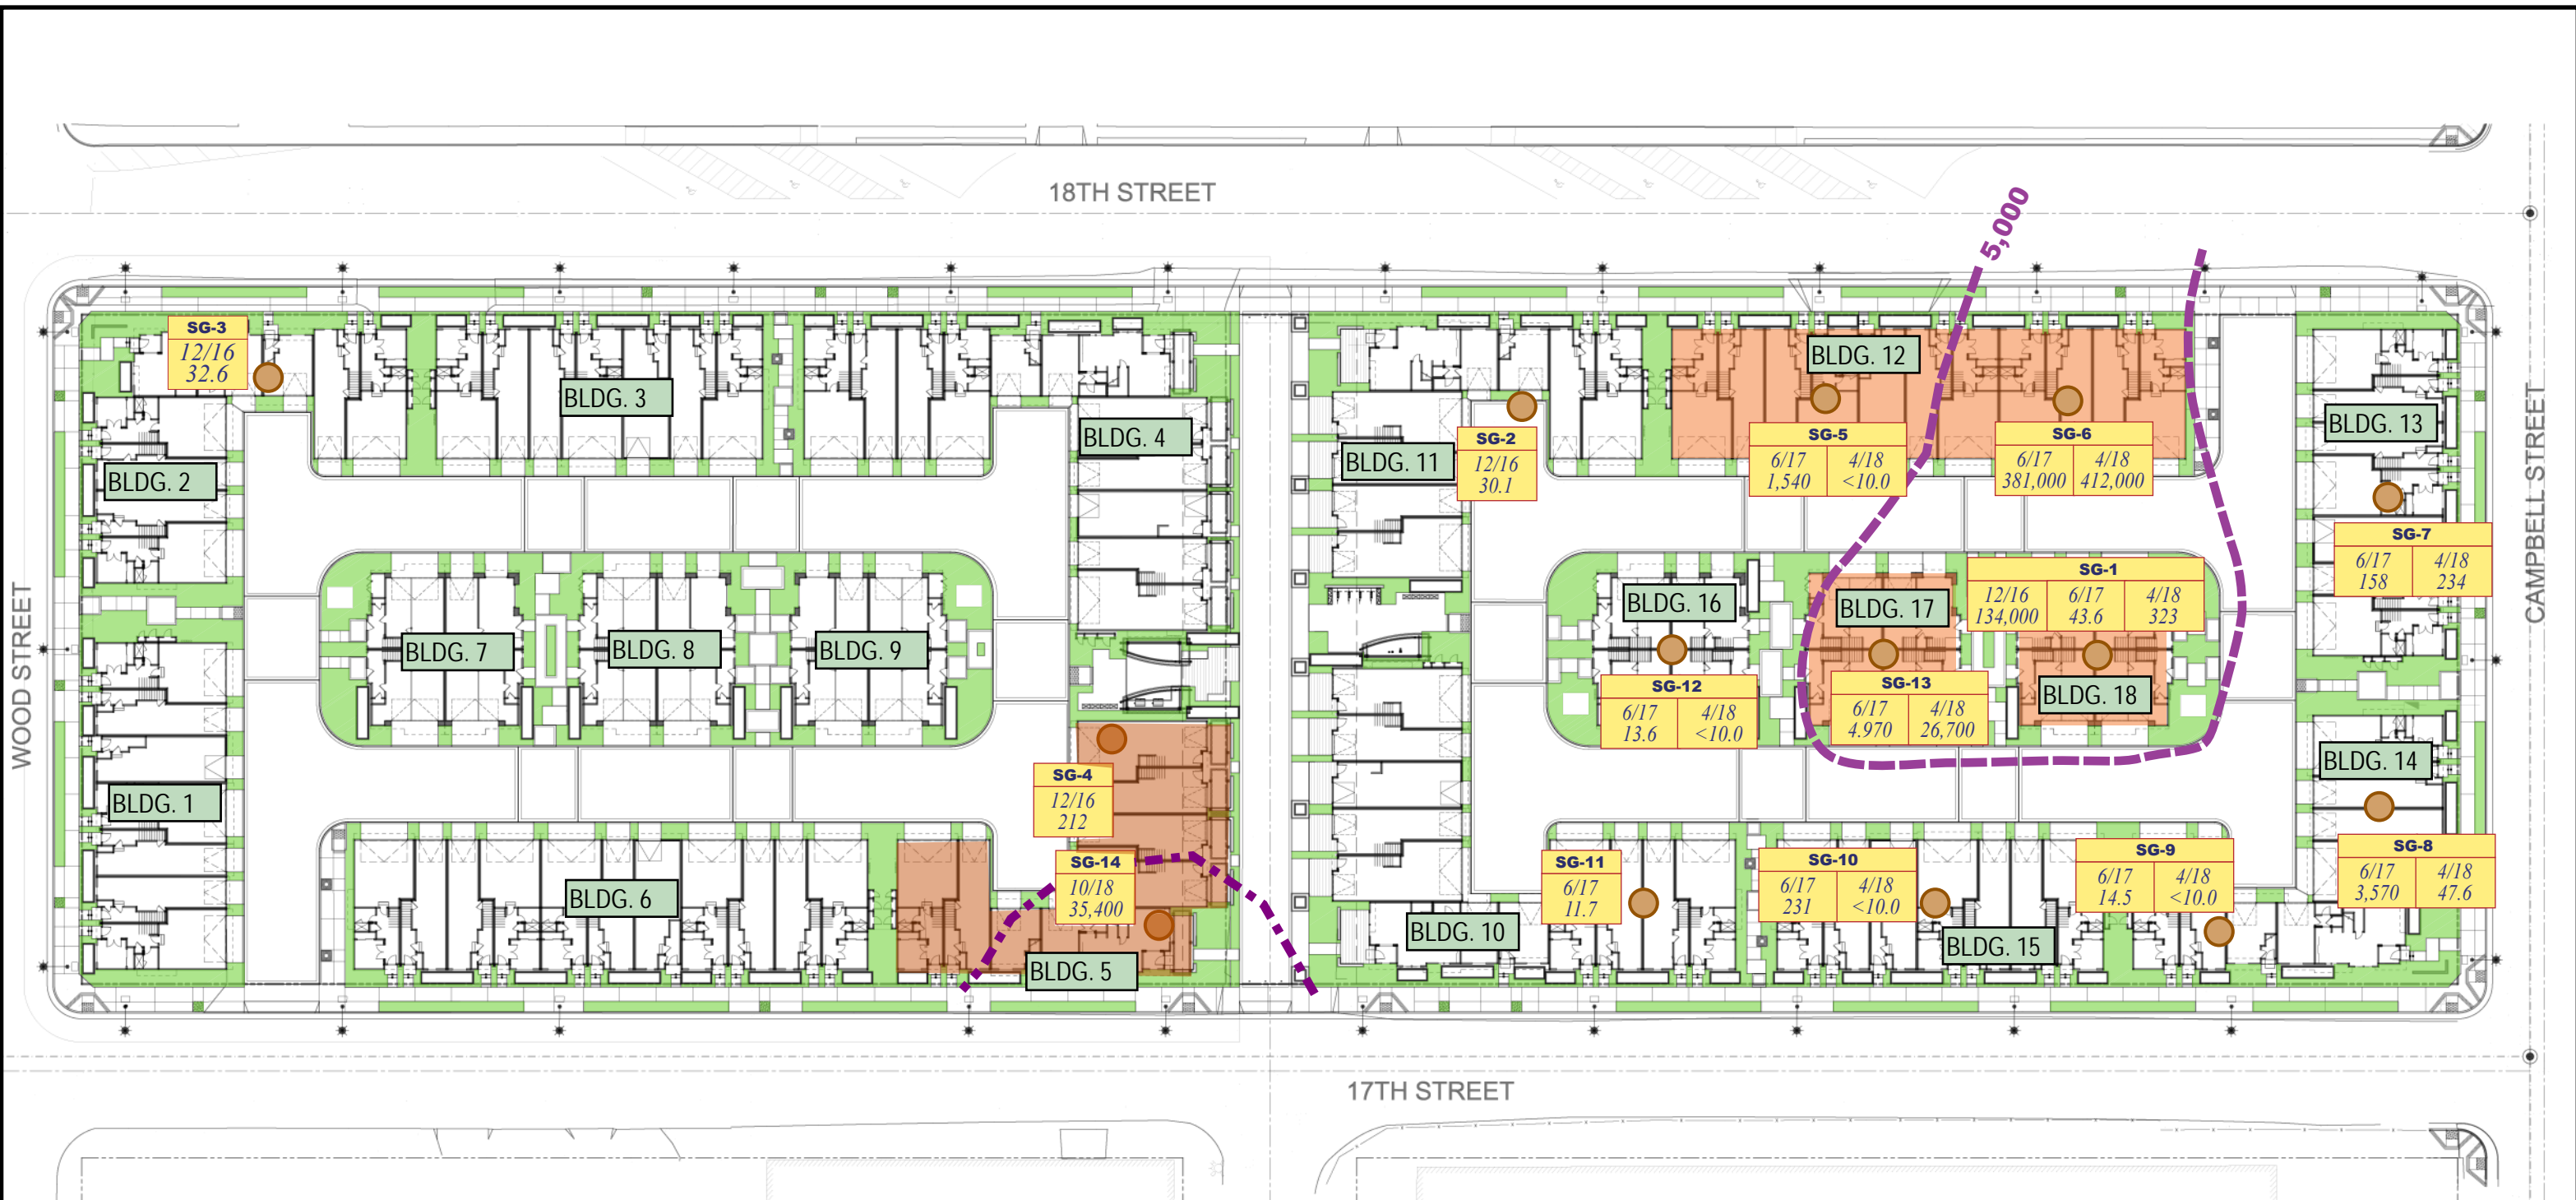 18TH STREET
5,000
SG-3
12/16
32.6
BLDG. 3
BLDG. 2
BLDG. 4
BLDG. 11
SG-2
12/16
30.1
BLDG. 12
SG-5
6/17 4/18
1,540 <10.0
SG-6
6/17 4/18
381,000 412,000
BLDG. 13
SG-7
6/17 4/18
158 234
CAMPBELL STREET
WOOD STREET
BLDG. 7
BLDG. 8
BLDG. 9
BLDG. 16
BLDG. 17
SG-1
12/16 6/17 4/18
134,000 43.6 323
SG-12
6/17 4/18
13.6 <10.0
SG-13
6/17 4/18
4.970 26,700
BLDG. 18
BLDG. 14
BLDG. 1
SG-4
12/16
212
SG-14
10/18
35,400
BLDG. 6
BLDG. 5
BLDG. 10
SG-11
6/17
11.7
SG-10
6/17 4/18
231 <10.0
BLDG. 15
SG-9
6/17 4/18
14.5 <10.0
SG-8
6/17 4/18
3,570 47.6
17TH STREET